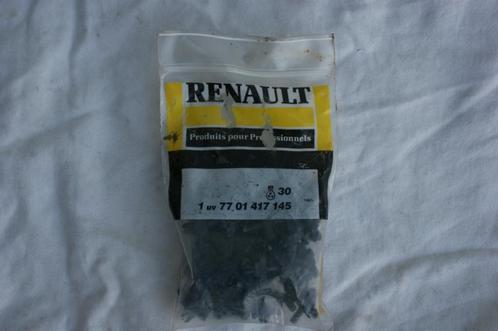 RENAULT
Produits pour Professionnels
30
1 uv 77 01 417 145